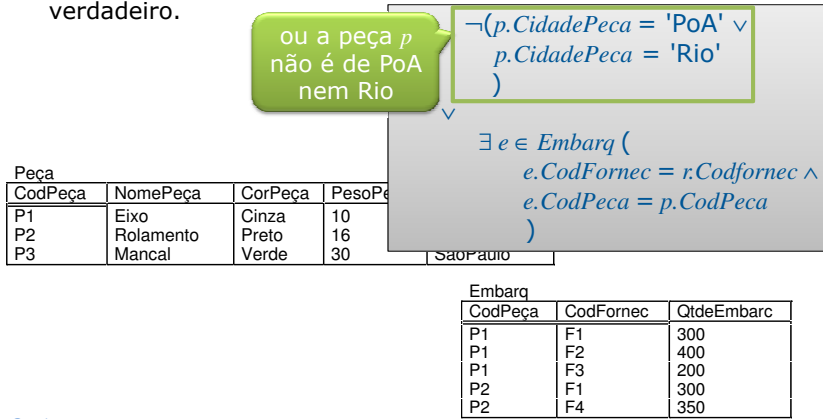 verdadeiro.
ou a peça p
não é de PoA
nem Rio
¬(p.CidadePeca = 'PoA' ∨
p.CidadePeca = 'Rio'
)
∨
∃ e ∈ Embarq (
e.CodFornec = r.Codfornec ∧
e.CodPeca = p.CodPeca
)
Peça
CodPeça NomePeça CorPeça
P1 Eixo Cinza 10
P2 Rolamento Preto 16
P3 Mancal Verde 30 SaoPaulo
Embarq
CodPeça CodFornec QtdeEmbarc
P1 F1 300
P1 F2 400
P1 F3 200
P2 F1 300
P2 F4 350